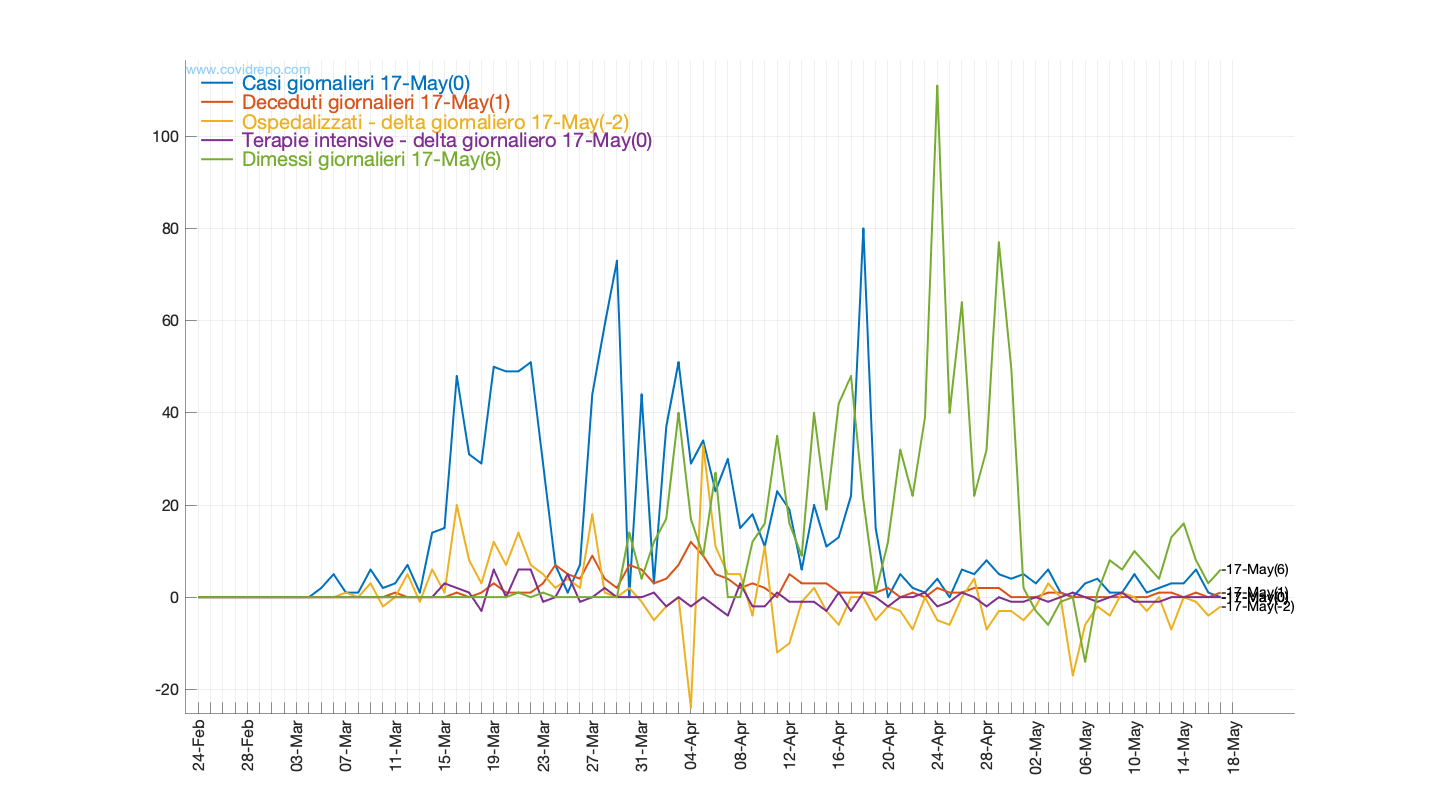 www.covidrepo.com
Casi giornalieri 17-May(0)
Deceduti giornalieri 17-May(1)
Ospedalizzati - delta giornaliero 17-May(-2)
Terapie intensive - delta giornaliero 17-May(0)
Dimessi giornalieri 17-May(6)
100
80
60
40
20
0
-20
-17-May(6)
-17-May(1)
-17-May(0)
-17-May(-2)
24-Feb
28-Feb
03-Mar
07-Mar
11-Mar
15-Mar
19-Mar
23-Mar
27-Mar
31-Mar
04-Apr
08-Apr
12-Apr
16-Apr
20-Apr
24-Apr
28-Apr
02-May
06-May
10-May
14-May
18-May